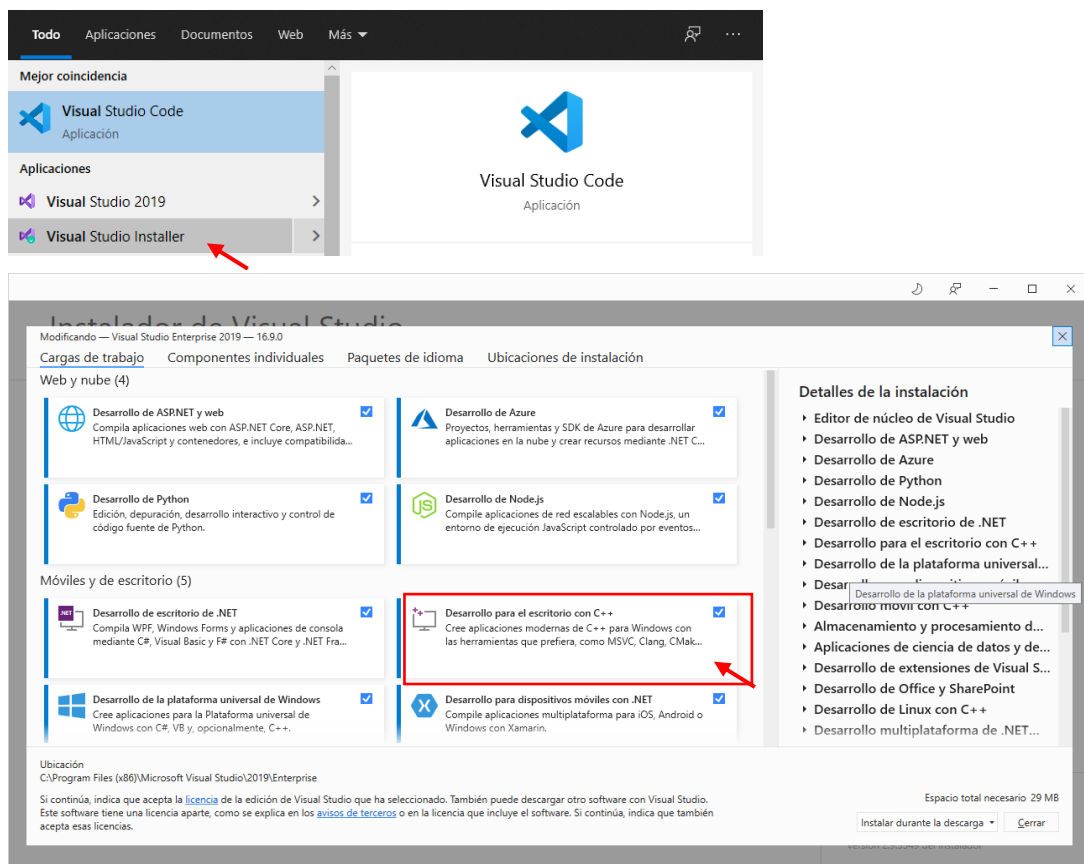 Todo Aplicaciones Documentos Web Más
Mejor coincidencia
Visual Studio Code
Aplicación
Aplicaciones
Visual Studio 2019
Visual Studio Installer
Visual Studio Code
Aplicación
Instalador de Visual Studio
Modificando — Visual Studio Enterprise 2019 — 16.9.0
Cargas de trabajo Componentes individuales Paquetes de idioma Ubicaciones de instalación
Web y nube (4)
Desarrollo de ASP.NET y web
Compila aplicaciones web con ASP.NET Core, ASP.NET,
HTML/JavaScript y contenedores, e incluye compatibilida...
Desarrollo de Azure
Proyectos, herramientas y SDK de Azure para desarrollar
aplicaciones en la nube y crear recursos mediante .NET C...
Desarrollo de Python
Edición, depuración, desarrollo interactivo y control de
código fuente de Python.
JS
Desarrollo de Node.js
Compile aplicaciones de red escalables con Node.js, un
entorno de ejecución JavaScript controlado por eventos...
Móviles y de escritorio (5)
.NET
Desarrollo de escritorio de .NET
Compila WPF, Windows Forms y aplicaciones de consola
mediante C#, Visual Basic y F# con .NET Core y .NET Fra...
Desarrollo para el escritorio con C++
Cree aplicaciones modernas de C++ para Windows con
las herramientas que prefiera, como MSVC, Clang, CMak...
Desarrollo de la plataforma universal de Windows
Cree aplicaciones para la Plataforma universal de
Windows con C#, VB y, opcionalmente, C++.
Desarrollo para dispositivos móviles con .NET
Compile aplicaciones multiplataforma para iOS, Android o
Windows con Xamarin.
Detalles de la instalación
Editor de núcleo de Visual Studio
Desarrollo de ASP.NET y web
Desarrollo de Azure
Desarrollo de Python
Desarrollo de Node.js
Desarrollo de escritorio de .NET
Desarrollo para el escritorio con C++
Desarrollo de la plataforma universal...
Desarrollo de la plataforma universal de Windows
Desarrollo móvil con C++
Almacenamiento y procesamiento d...
Aplicaciones de ciencia de datos y de...
Desarrollo de extensiones de Visual S...
Desarrollo de Office y SharePoint
Desarrollo de Linux con C++
Desarrollo multiplataforma de .NET...
Ubicación
C:\Program Files (x86)\Microsoft Visual Studio\2019\Enterprise
Si continúa, indica que acepta la licencia de la edición de Visual Studio que ha seleccionado. También puede descargar otro software con Visual Studio.
Este software tiene una licencia aparte, como se explica en los avisos de terceros o en la licencia que incluye el software. Si continúa, indica que también
acepta esas licencias.
Espacio total necesario 29 MB
Instalar durante la descarga Cerrar